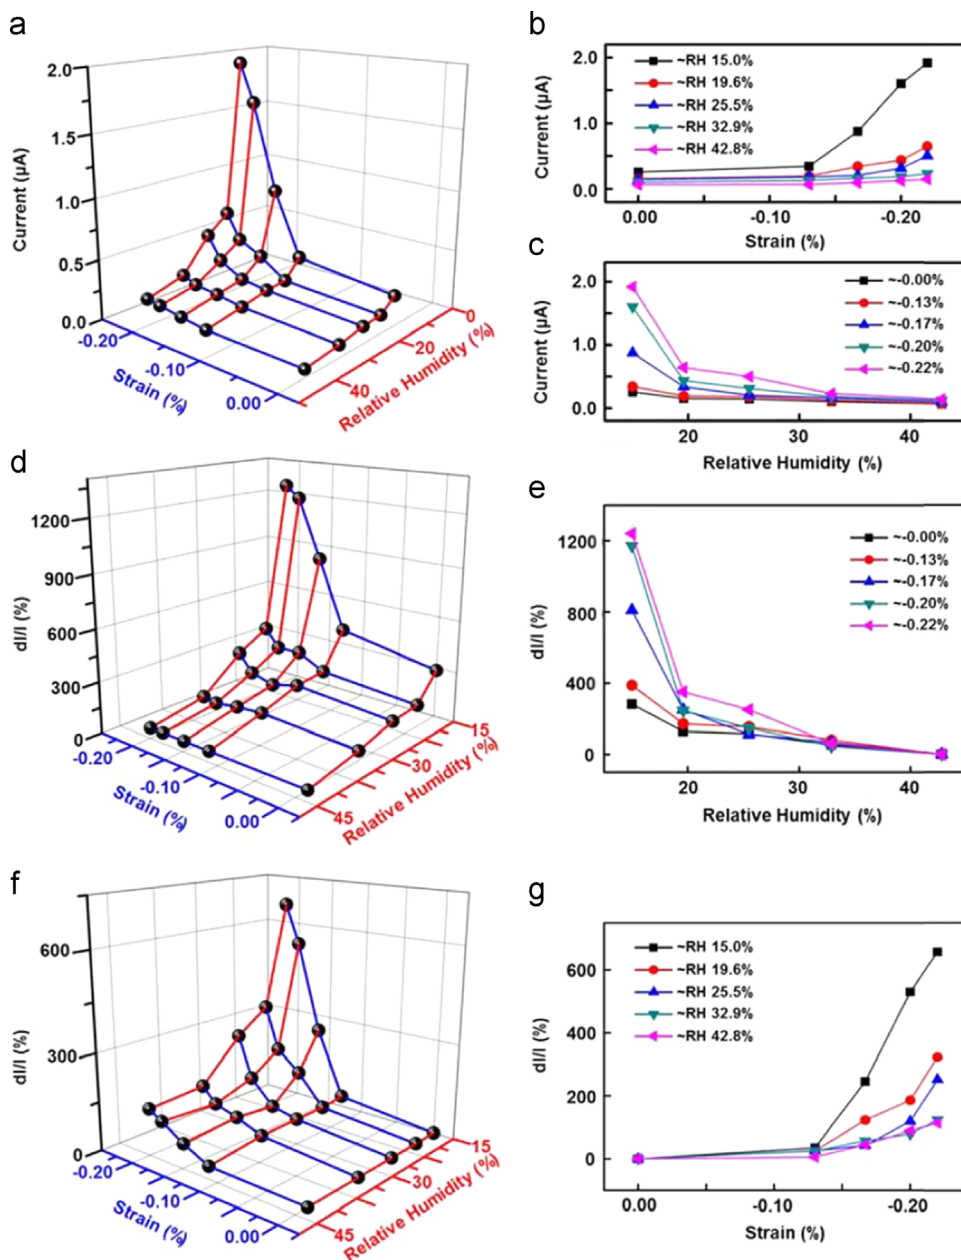 a
2.0
1.5
1.0
0.5
0.0
Current (μA)
-0.20
-0.10
0.00
Strain (%)
0
20
40
Relative Humidity (%)
b
2.0
1.0
0.0
Current (μA)
~RH 15.0%
~RH 19.6%
~RH 25.5%
~RH 32.9%
~RH 42.8%
0.00 -0.10 -0.20
Strain (%)
c
2.0
1.0
0.0
Current (μA)
~-0.00%
~-0.13%
~-0.17%
~-0.20%
~-0.22%
20 30 40
Relative Humidity (%)
d
1200
900
600
300
0
dI/I (%)
-0.20
-0.10
0.00
Strain (%)
15
30
45
Relative Humidity (%)
e
1200
800
400
0
dI/I (%)
~-0.00%
~-0.13%
~-0.17%
~-0.20%
~-0.22%
20 30 40
Relative Humidity (%)
f
600
300
0
dI/I (%)
-0.20
-0.10
0.00
Strain (%)
15
30
45
Relative Humidity (%)
g
600
400
200
0
dI/I (%)
~RH 15.0%
~RH 19.6%
~RH 25.5%
~RH 32.9%
~RH 42.8%
0.00 -0.10 -0.20
Strain (%)